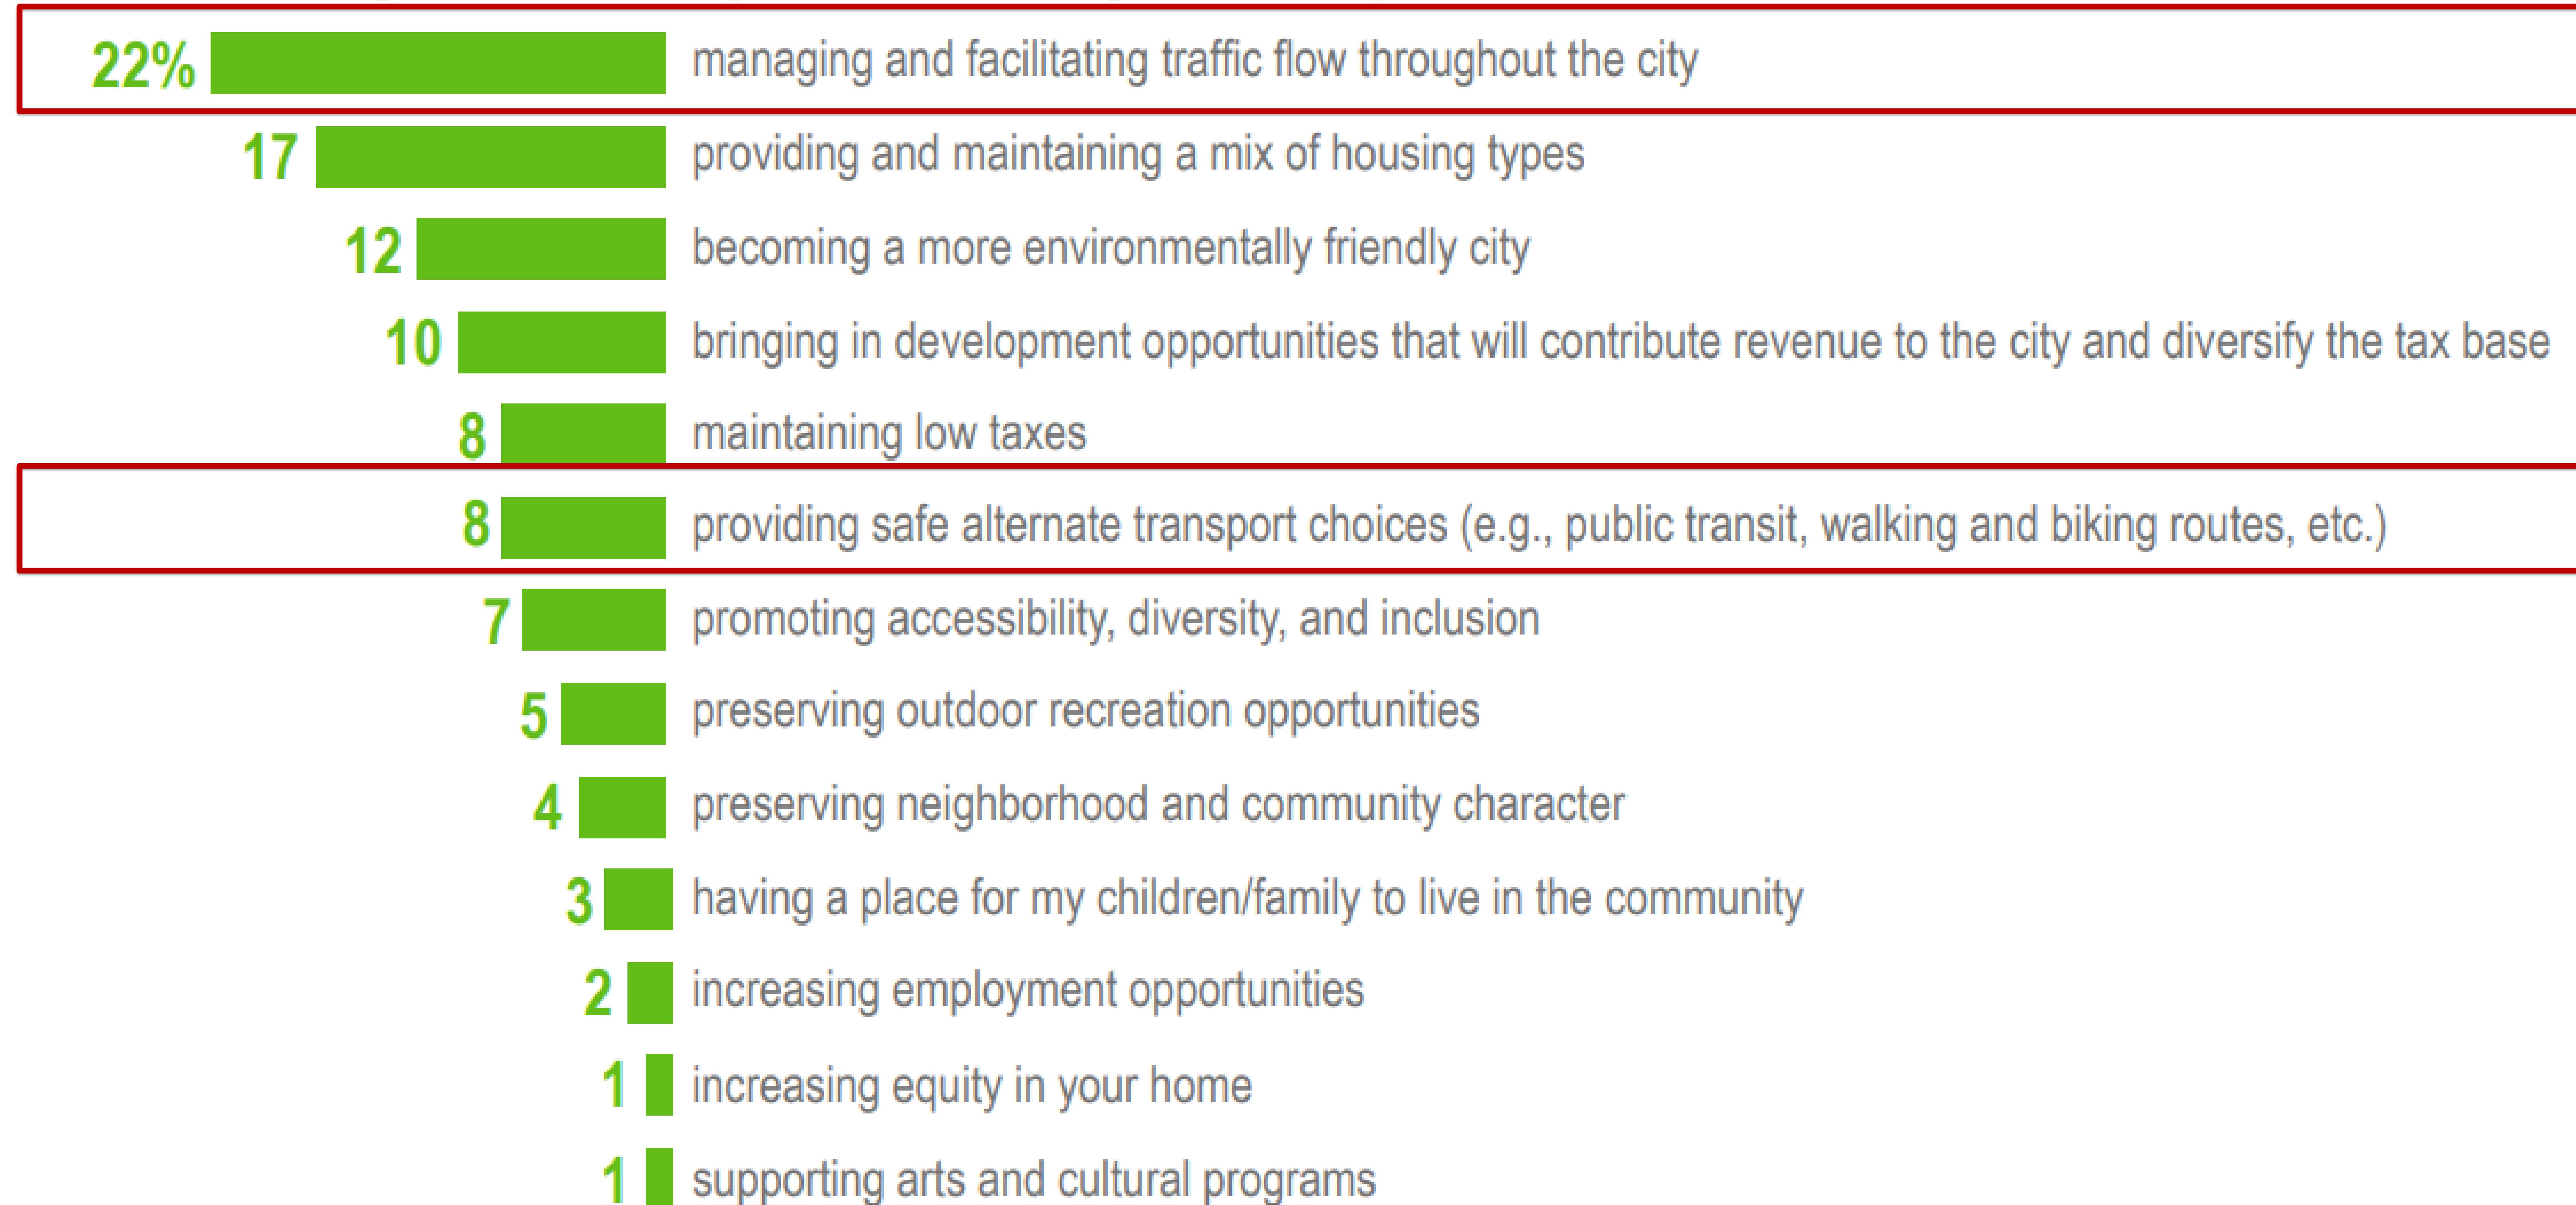 22% managing and facilitating traffic flow throughout the city
17 providing and maintaining a mix of housing types
12 becoming a more environmentally friendly city
10 bringing in development opportunities that will contribute revenue to the city and diversify the tax base
8 maintaining low taxes
8 providing safe alternate transport choices (e.g., public transit, walking and biking routes, etc.)
7 promoting accessibility, diversity, and inclusion
5 preserving outdoor recreation opportunities
4 preserving neighborhood and community character
3 having a place for my children/family to live in the community
2 increasing employment opportunities
1 increasing equity in your home
1 supporting arts and cultural programs